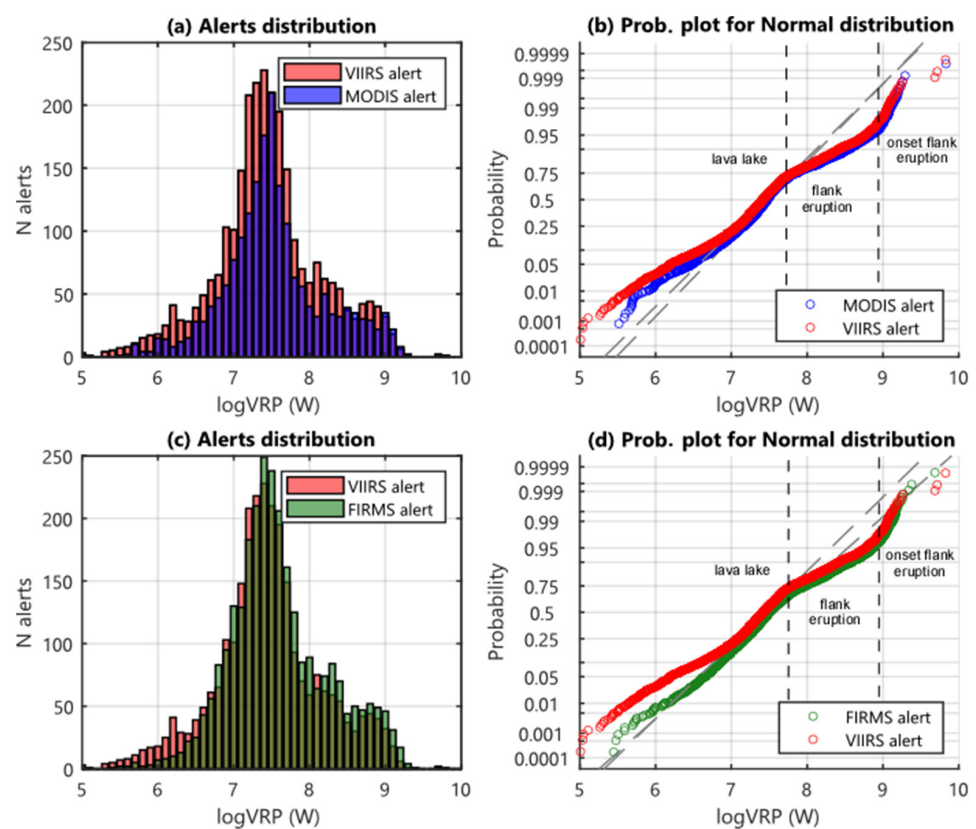 (a) Alerts distribution
250
200
150
100
50
0
N alerts
VIIRS alert
MODIS alert
5 6 7 8 9 10
logVRP (W)
(b) Prob. plot for Normal distribution
0.9999
0.999
0.99
0.95
0.75
0.5
0.25
0.05
0.01
0.001
0.0001
Probability
lava lake
flank
eruption
onset flank
eruption
MODIS alert
VIIRS alert
5 6 7 8 9 10
logVRP (W)
(c) Alerts distribution
250
200
150
100
50
0
N alerts
VIIRS alert
FIRMS alert
5 6 7 8 9 10
logVRP (W)
(d) Prob. plot for Normal distribution
0.9999
0.999
0.99
0.95
0.75
0.5
0.25
0.05
0.01
0.001
0.0001
Probability
lava lake
flank
eruption
onset flank
eruption
FIRMS alert
VIIRS alert
5 6 7 8 9 10
logVRP (W)